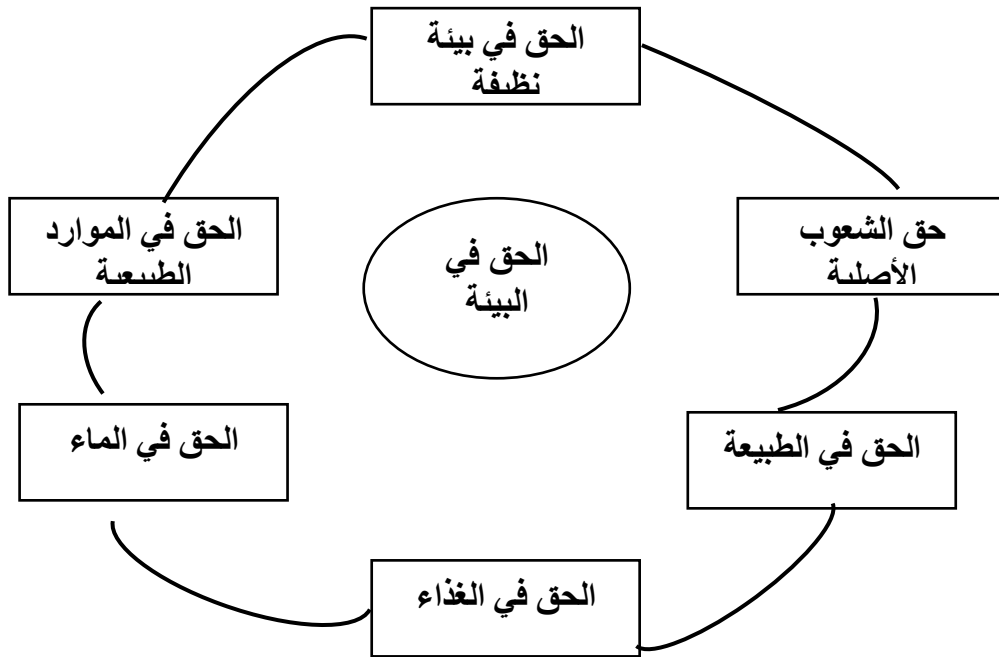 الحق في بيئة
نظيفة
حق الشعوب
الأصلية
الحق في الموارد
الطبيعية
الحق في
البيئة
الحق في الطبيعة
الحق في الماء
الحق في الغذاء